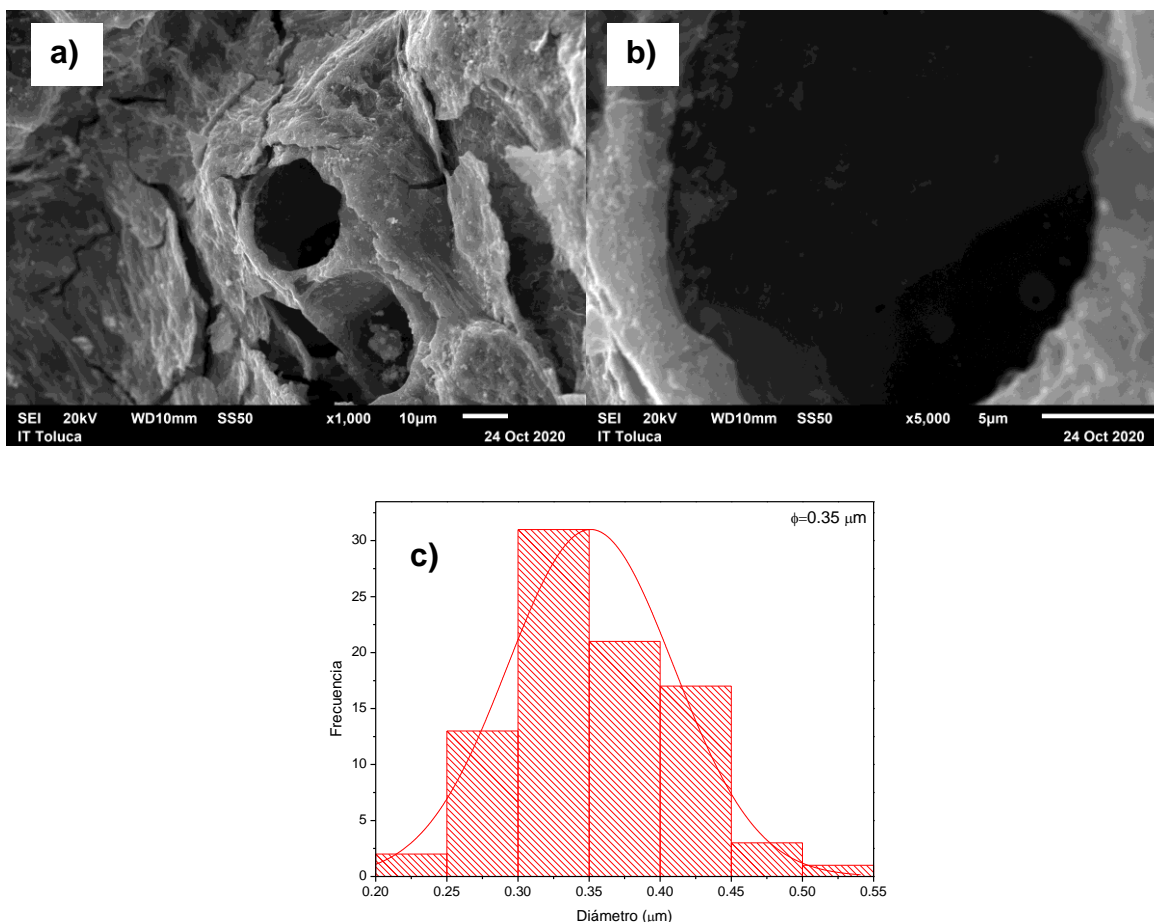 a)
SEI 20kV WD10mm SS50 x1,000 10µm
IT Toluca 24 Oct 2020
b)
SEI 20kV WD10mm SS50 x5,000 5µm
IT Toluca 24 Oct 2020
c)
ϕ=0.35 µm
Frecuencia
30
25
20
15
10
5
0
0.20 0.25 0.30 0.35 0.40 0.45 0.50 0.55
Diámetro (µm)